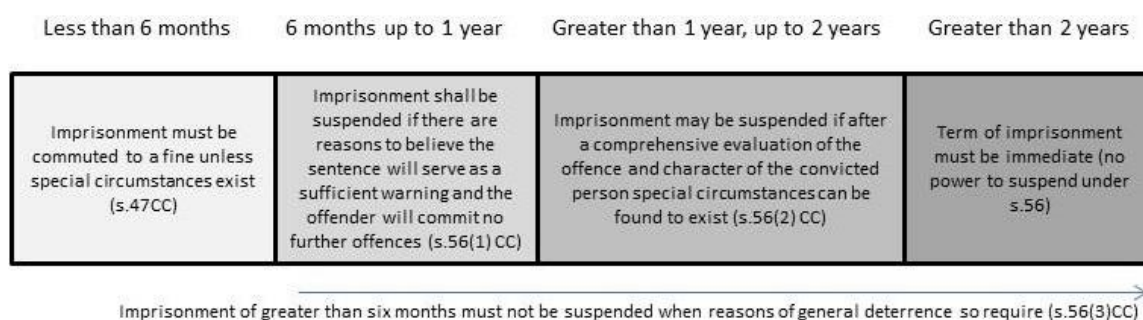 Less than 6 months
6 months up to 1 year
Greater than 1 year, up to 2 years
Greater than 2 years
Imprisonment must be
commuted to a fine unless
special circumstances exist
(s.47CC)
Imprisonment shall be
suspended if there are
reasons to believe the
sentence will serve as a
sufficient warning and the
offender will commit no
further offences (s.56(1) CC)
Imprisonment may be suspended if after
a comprehensive evaluation of the
offence and character of the convicted
person special circumstances can be
found to exist (s.56(2) CC)
Term of imprisonment
must be immediate (no
power to suspend under
s.56)
Imprisonment of greater than six months must not be suspended when reasons of general deterrence so require (s.56(3)CC)